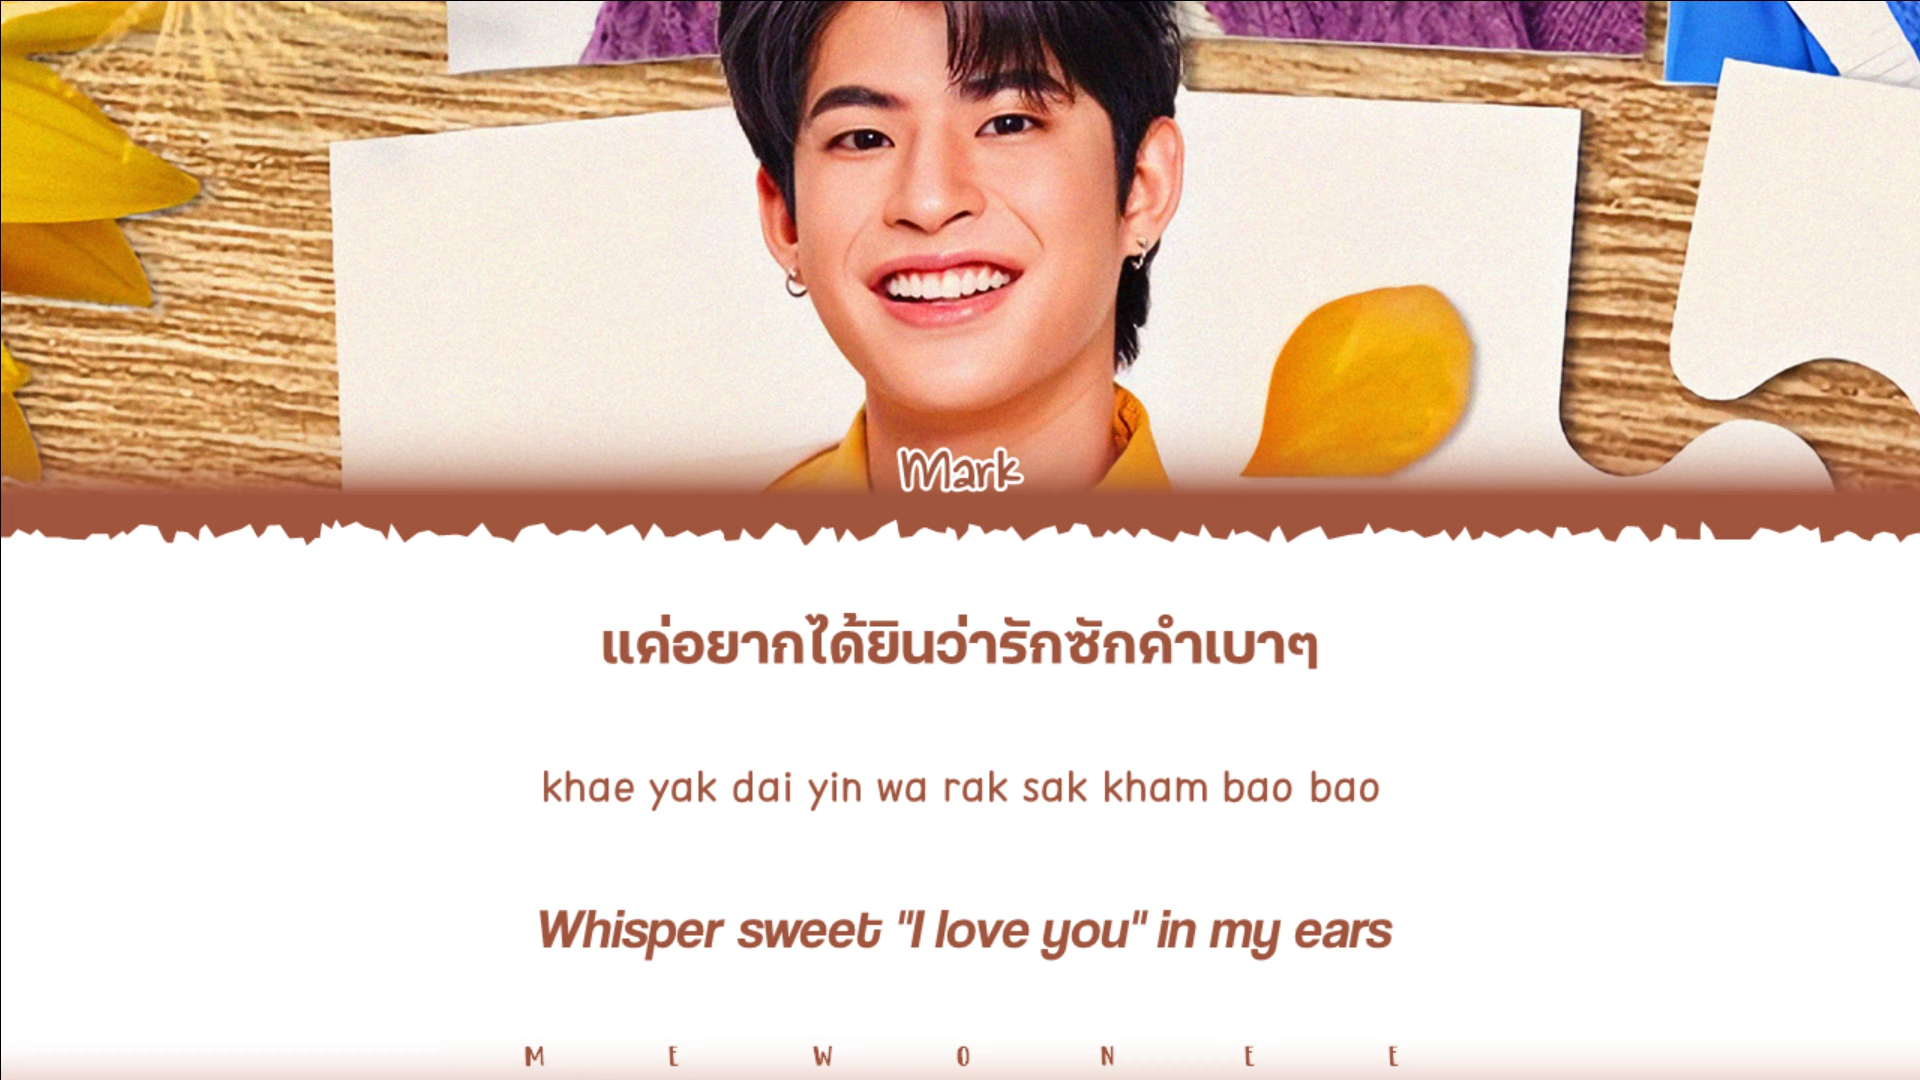 Mark
แค่อยากได้ยินว่ารักซักคำเบาๆ
khae yak dai yin wa rak sak kham bao bao
Whisper sweet "I love you" in my ears
M E W O N E E